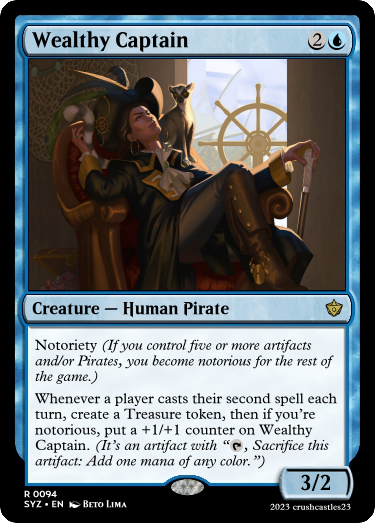 Wealthy Captain 2
Creature — Human Pirate
Notoriety (If you control five or more artifacts
and/or Pirates, you become notorious for the rest of
the game.)
Whenever a player casts their second spell each
turn, create a Treasure token, then if you're
notorious, put a +1/+1 counter on Wealthy
Captain. (It's an artifact with “, Sacrifice this
artifact: Add one mana of any color.”)
3/2
R 0094
SYZ • EN Beto Lima
2023 crushcastles23